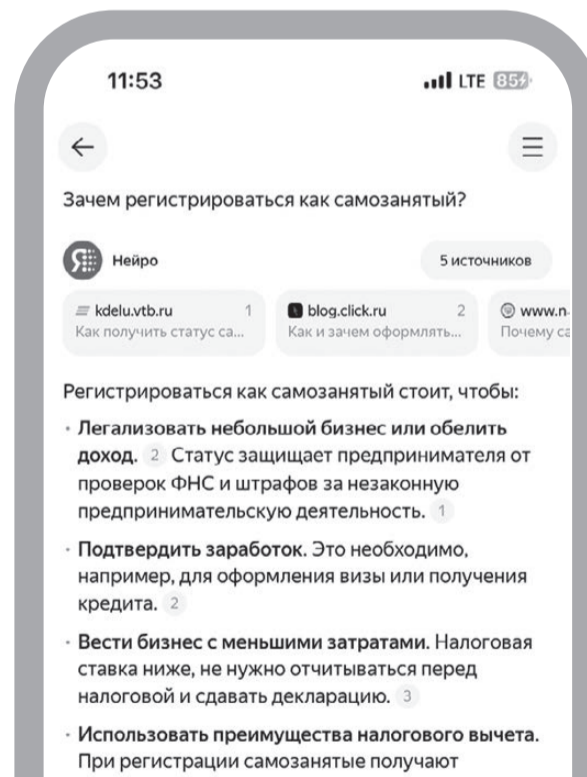 11:53 LTE 85
Зачем регистрироваться как самозанятый?
Нейро 5 источников
kdelu.vtb.ru 1 blog.click.ru 2 www.n
Как получить статус са... Как и зачем оформлять... Почему са
Регистрироваться как самозанятый стоит, чтобы:
· Легализовать небольшой бизнес или обелить
доход. 2 Статус защищает предпринимателя от
проверок ФНС и штрафов за незаконную
предпринимательскую деятельность. 1
· Подтвердить заработок. Это необходимо,
например, для оформления визы или получения
кредита. 2
· Вести бизнес с меньшими затратами. Налоговая
ставка ниже, не нужно отчитываться перед
налоговой и сдавать декларацию. 3
· Использовать преимущества налогового вычета.
При регистрации самозанятые получают